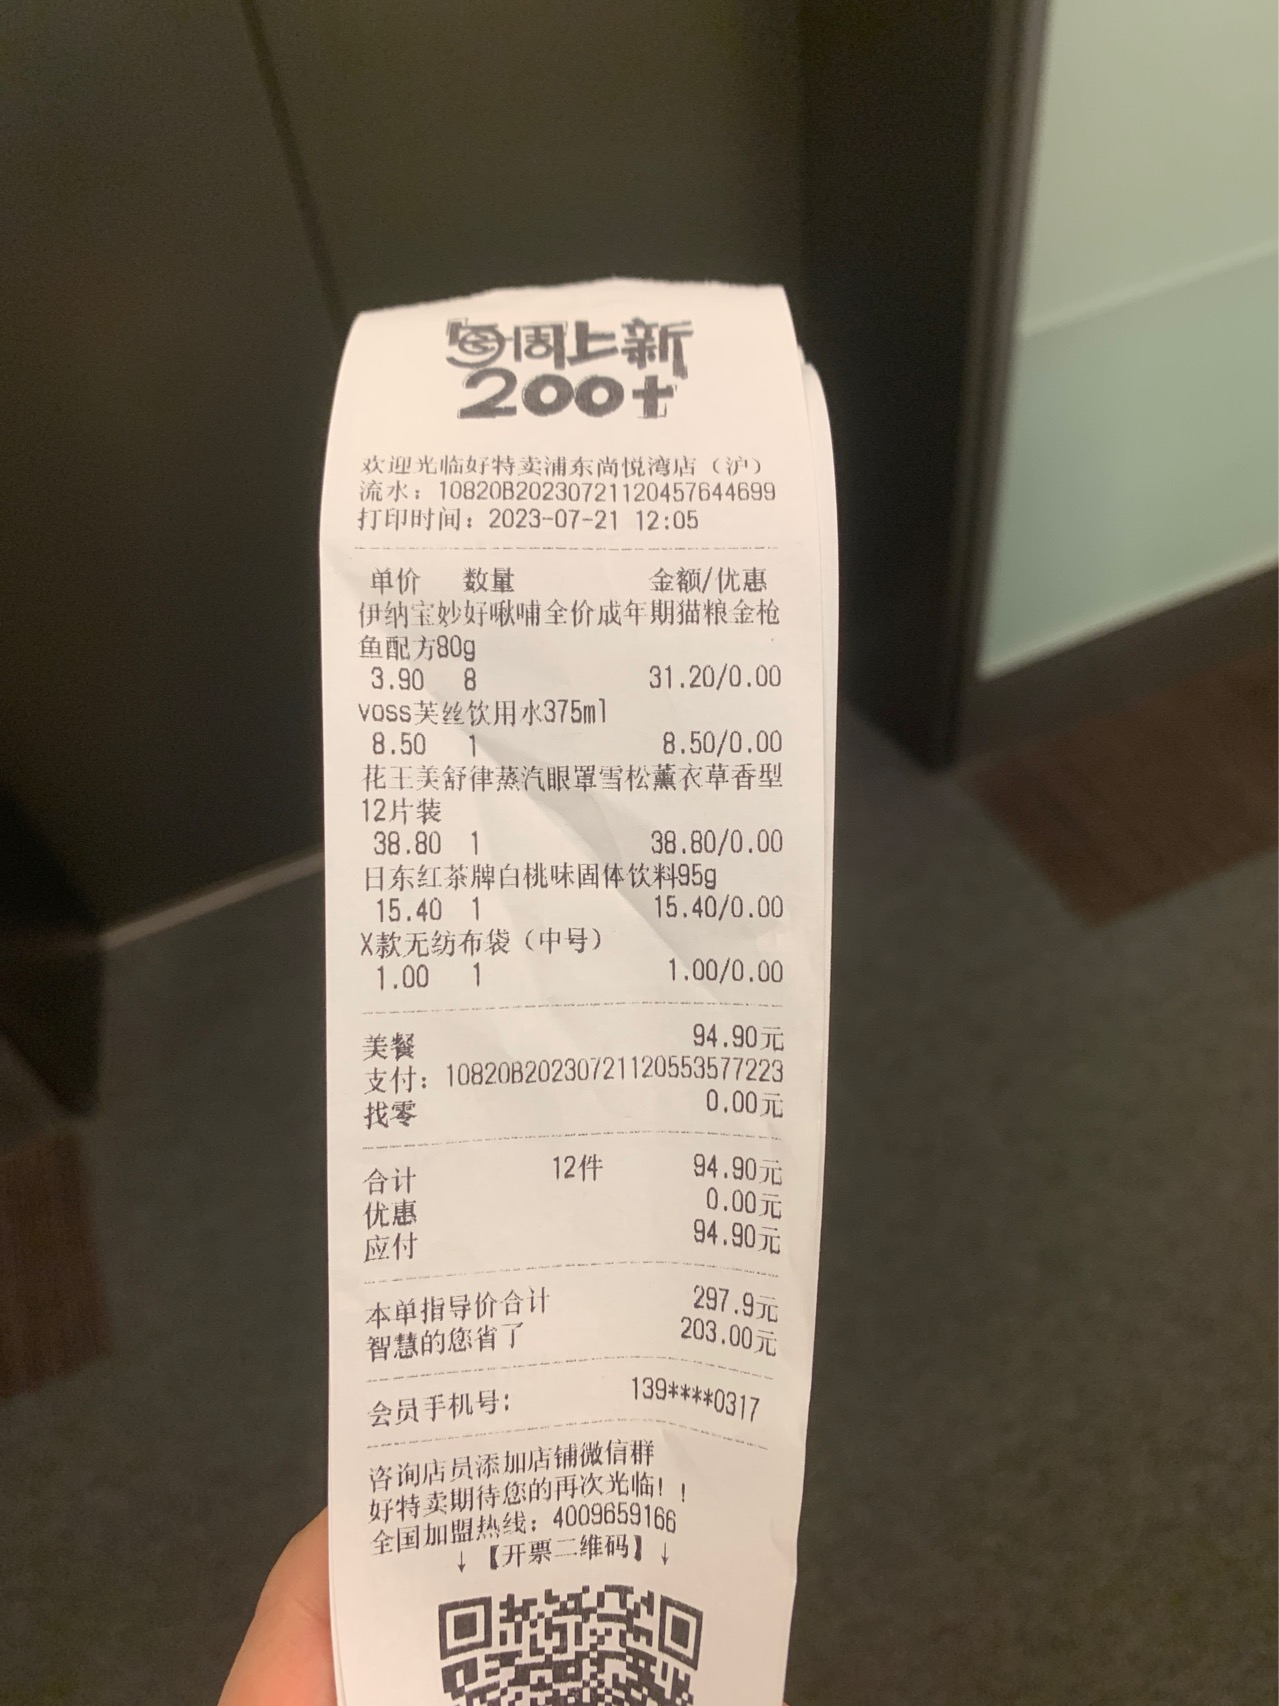 每周上新
200+
欢迎光临好特卖浦东尚悦湾店（沪）
流水：10820B20230721120457644699
打印时间：2023-07-21 12:05
单价 数量 金额/优惠
伊纳宝妙好啾哺全价成年期猫粮金枪
鱼配方80g
3.90 8 31.20/0.00
voss芙丝饮用水375ml
8.50 1 8.50/0.00
花王美舒律蒸汽眼罩雪松薰衣草香型
12片装
38.80 1 38.80/0.00
日东红茶牌白桃味固体饮料95g
15.40 1 15.40/0.00
X款无纺布袋（中号）
1.00 1 1.00/0.00
美餐 94.90元
支付：10820B20230721120553577223
找零 0.00元
合计 12件 94.90元
优惠 0.00元
应付 94.90元
本单指导价合计 297.9元
智慧的您省了 203.00元
会员手机号： 139****0317
咨询店员添加店铺微信群
好特卖期待您的再次光临！！
全国加盟热线：4009659166
↓【开票二维码】↓